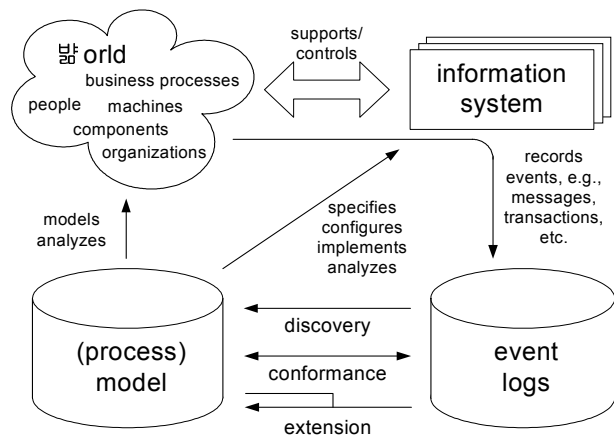 밺orld
business processes
people machines
components
organizations
supports/
controls
information
system
records
events, e.g.,
messages,
transactions,
etc.
models
analyzes
specifies
configures
implements
analyzes
(process)
model
discovery
conformance
extension
event
logs